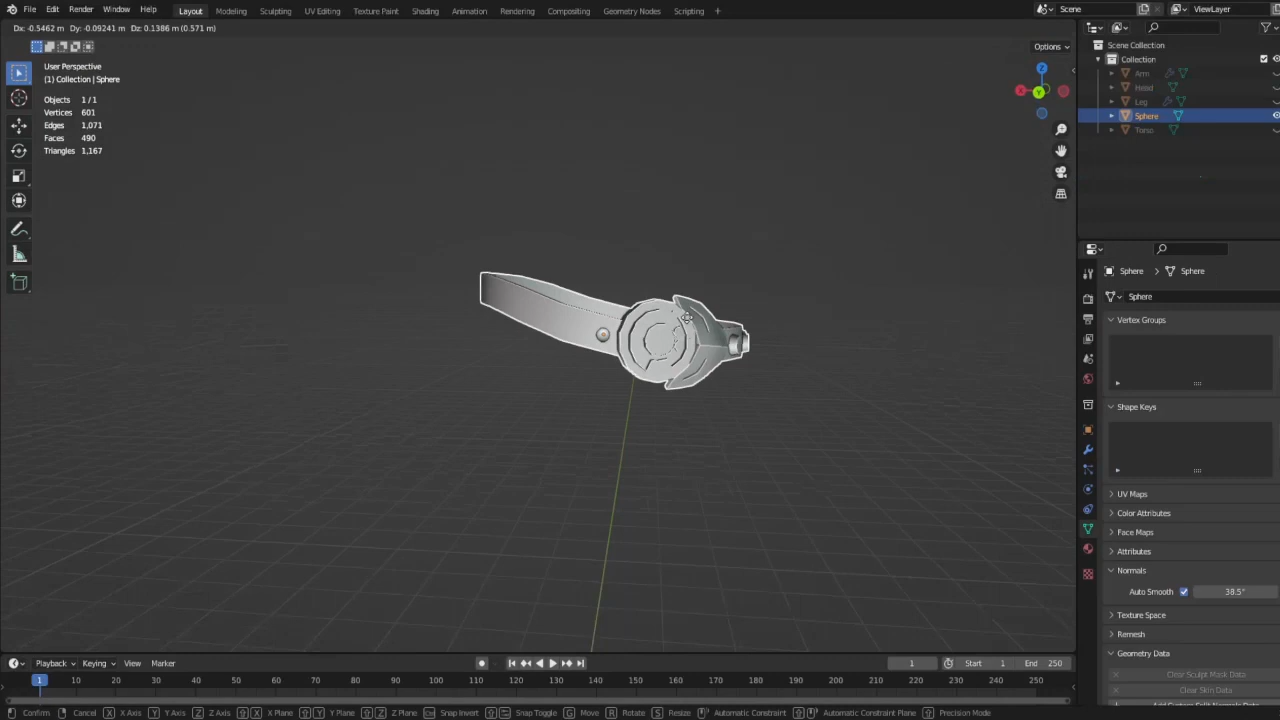 File Edit Render Window Help Layout Modeling Sculpting UV Editing Texture Paint Shading Animation Rendering Compositing Geometry Nodes Scripting + Scene ViewLayer
Dx: -0.5462 m Dy: -0.09241 m Dz: 0.1386 m (0.571 m)
Options
User Perspective
(1) Collection | Sphere
Objects 1 / 1
Vertices 601
Edges 1,071
Faces 490
Triangles 1,167
Z
X
Y
Scene Collection
Collection
Arm
Head
Leg
Sphere
Torso
Sphere > Sphere
Sphere
Vertex Groups
Shape Keys
UV Maps
Color Attributes
Face Maps
Attributes
Normals
Auto Smooth 38.5°
Texture Space
Remesh
Geometry Data
Clear Sculpt Mask Data
Clear Skin Data
Add Custom Split Normals Data
Playback Keying View Marker 1 Start 1 End 250
1 10 20 30 40 50 60 70 80 90 100 110 120 130 140 150 160 170 180 190 200 210 220 230 240 250
Confirm Cancel X X Axis Y Y Axis Z Z Axis X X Plane Y Y Plane Z Z Plane Snap Invert Snap Toggle G Move R Rotate S Resize Automatic Constraint Automatic Constraint Plane Precision Mode